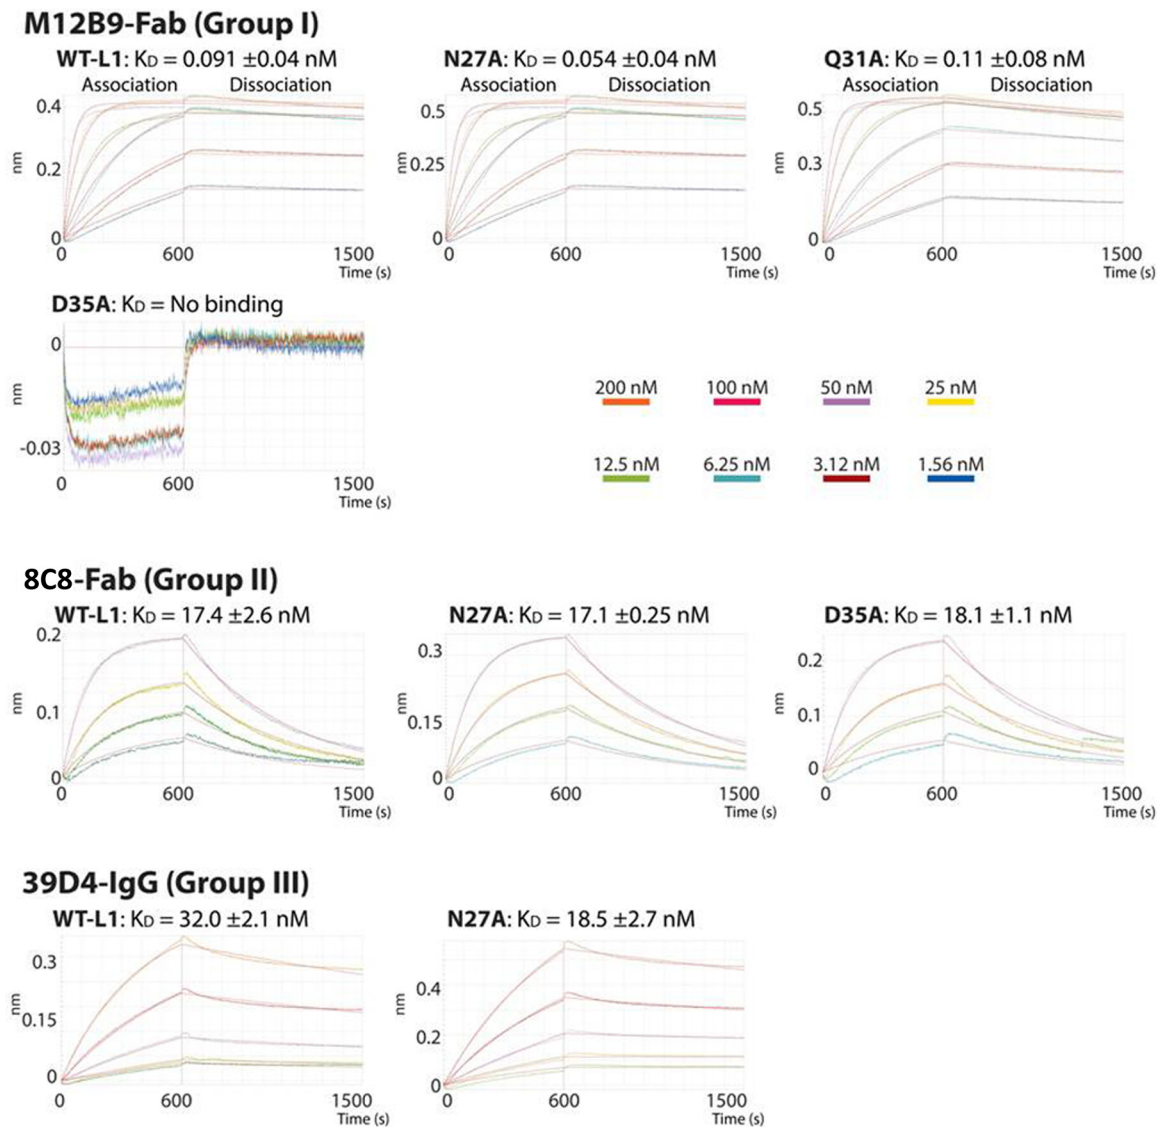 M12B9-Fab (Group I)
WT-L1: KD = 0.091 ±0.04 nM N27A: KD = 0.054 ±0.04 nM Q31A: KD = 0.11 ±0.08 nM
Association Dissociation Association Dissociation Association Dissociation
0.4 0.5 0.5
nm 0.2 nm 0.25 nm 0.3
0 0 0
0 600 1500 0 600 1500 0 600 1500
Time (s) Time (s) Time (s)
D35A: KD = No binding
0
nm
-0.03
0 600 1500
Time (s)
200 nM 100 nM 50 nM 25 nM
12.5 nM 6.25 nM 3.12 nM 1.56 nM
8C8-Fab (Group II)
WT-L1: KD = 17.4 ±2.6 nM N27A: KD = 17.1 ±0.25 nM D35A: KD = 18.1 ±1.1 nM
0.2 0.3 0.2
nm 0.1 nm 0.15 nm 0.1
0 0 0
0 600 1500 0 600 1500 0 600 1500
Time (s) Time (s) Time (s)
39D4-IgG (Group III)
WT-L1: KD = 32.0 ±2.1 nM N27A: KD = 18.5 ±2.7 nM
0.3 0.4
nm 0.15 nm 0.2
0 0
0 600 1500 0 600 1500
Time (s) Time (s)